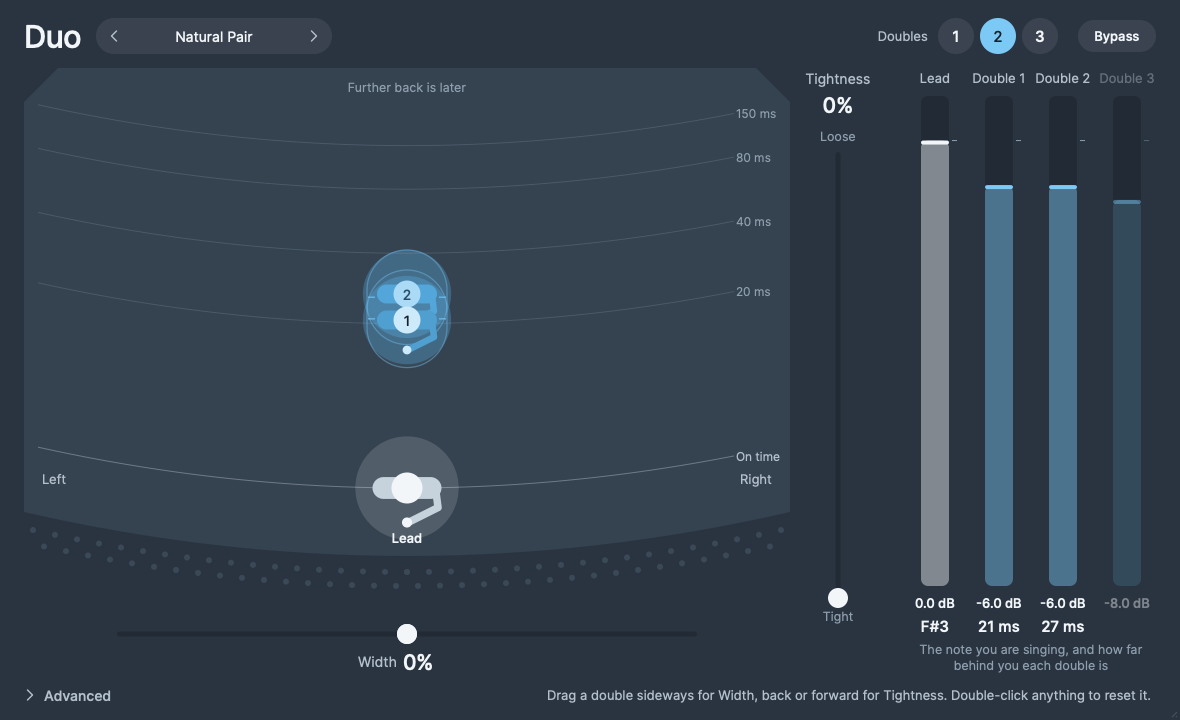 Duo
Natural Pair
Doubles 1 2 3 Bypass
Tightness
0%
Loose
Lead Double 1 Double 2 Double 3
Further back is later
150 ms
80 ms
40 ms
20 ms
2
1
On time
Left
Right
Lead
Tight
0.0 dB -6.0 dB -6.0 dB -8.0 dB
F#3 21 ms 27 ms
The note you are singing, and how far
behind you each double is
Width 0%
Advanced
Drag a double sideways for Width, back or forward for Tightness. Double-click anything to reset it.